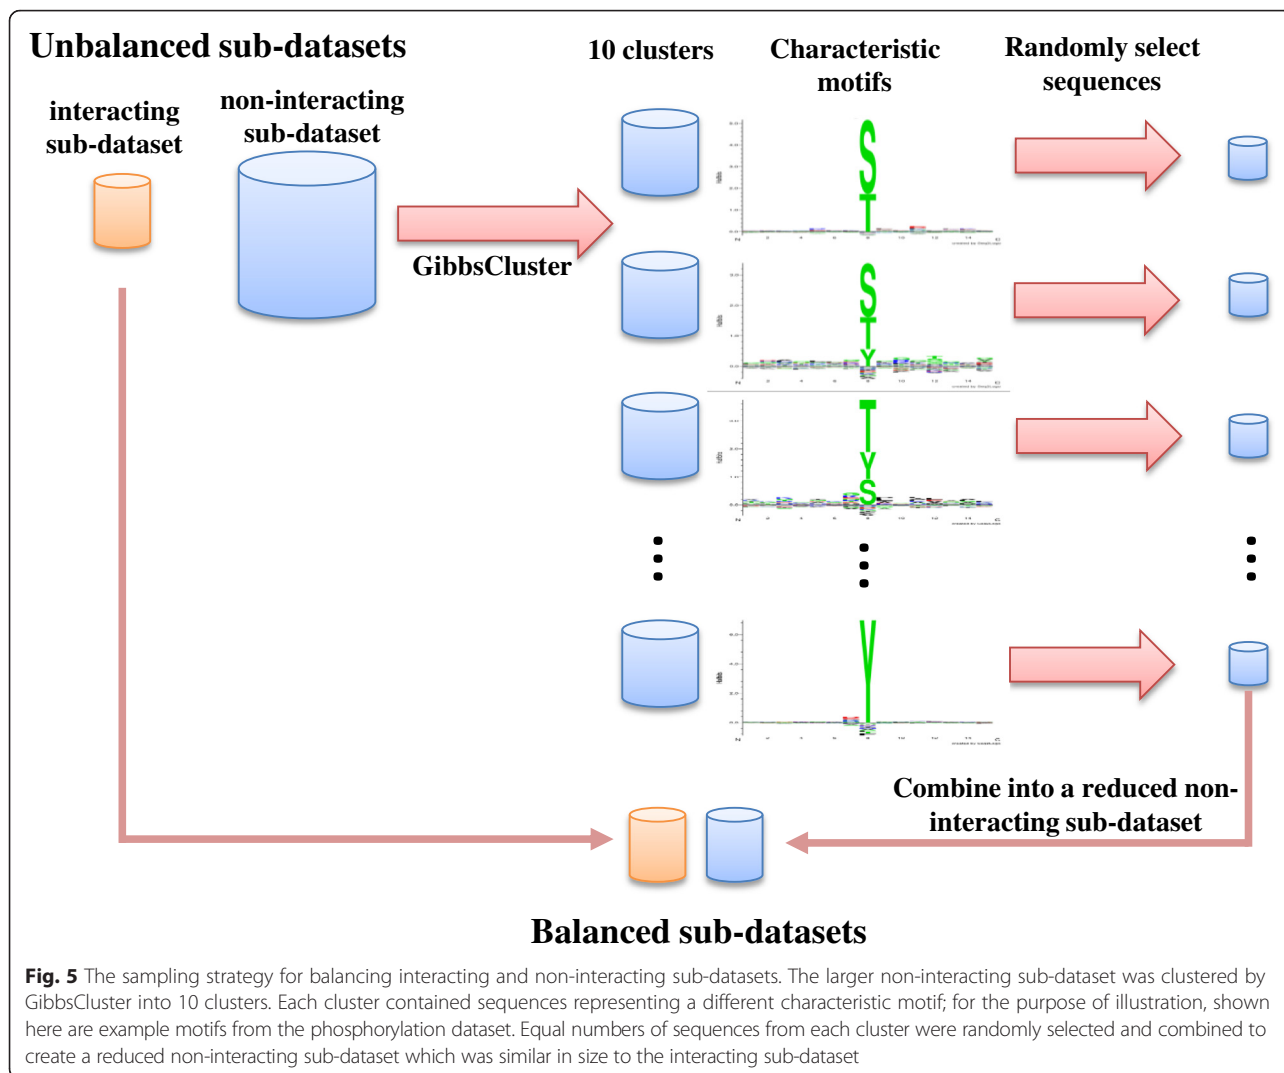 Unbalanced sub-datasets
interacting
sub-dataset
non-interacting
sub-dataset
GibbsCluster
10 clusters
Characteristic
motifs
Randomly select
sequences
S
T
S
T
Y
T
Y
S
Combine into a reduced non-
interacting sub-dataset
Balanced sub-datasets
Fig. 5 The sampling strategy for balancing interacting and non-interacting sub-datasets. The larger non-interacting sub-dataset was clustered by
GibbsCluster into 10 clusters. Each cluster contained sequences representing a different characteristic motif; for the purpose of illustration, shown
here are example motifs from the phosphorylation dataset. Equal numbers of sequences from each cluster were randomly selected and combined to
create a reduced non-interacting sub-dataset which was similar in size to the interacting sub-dataset